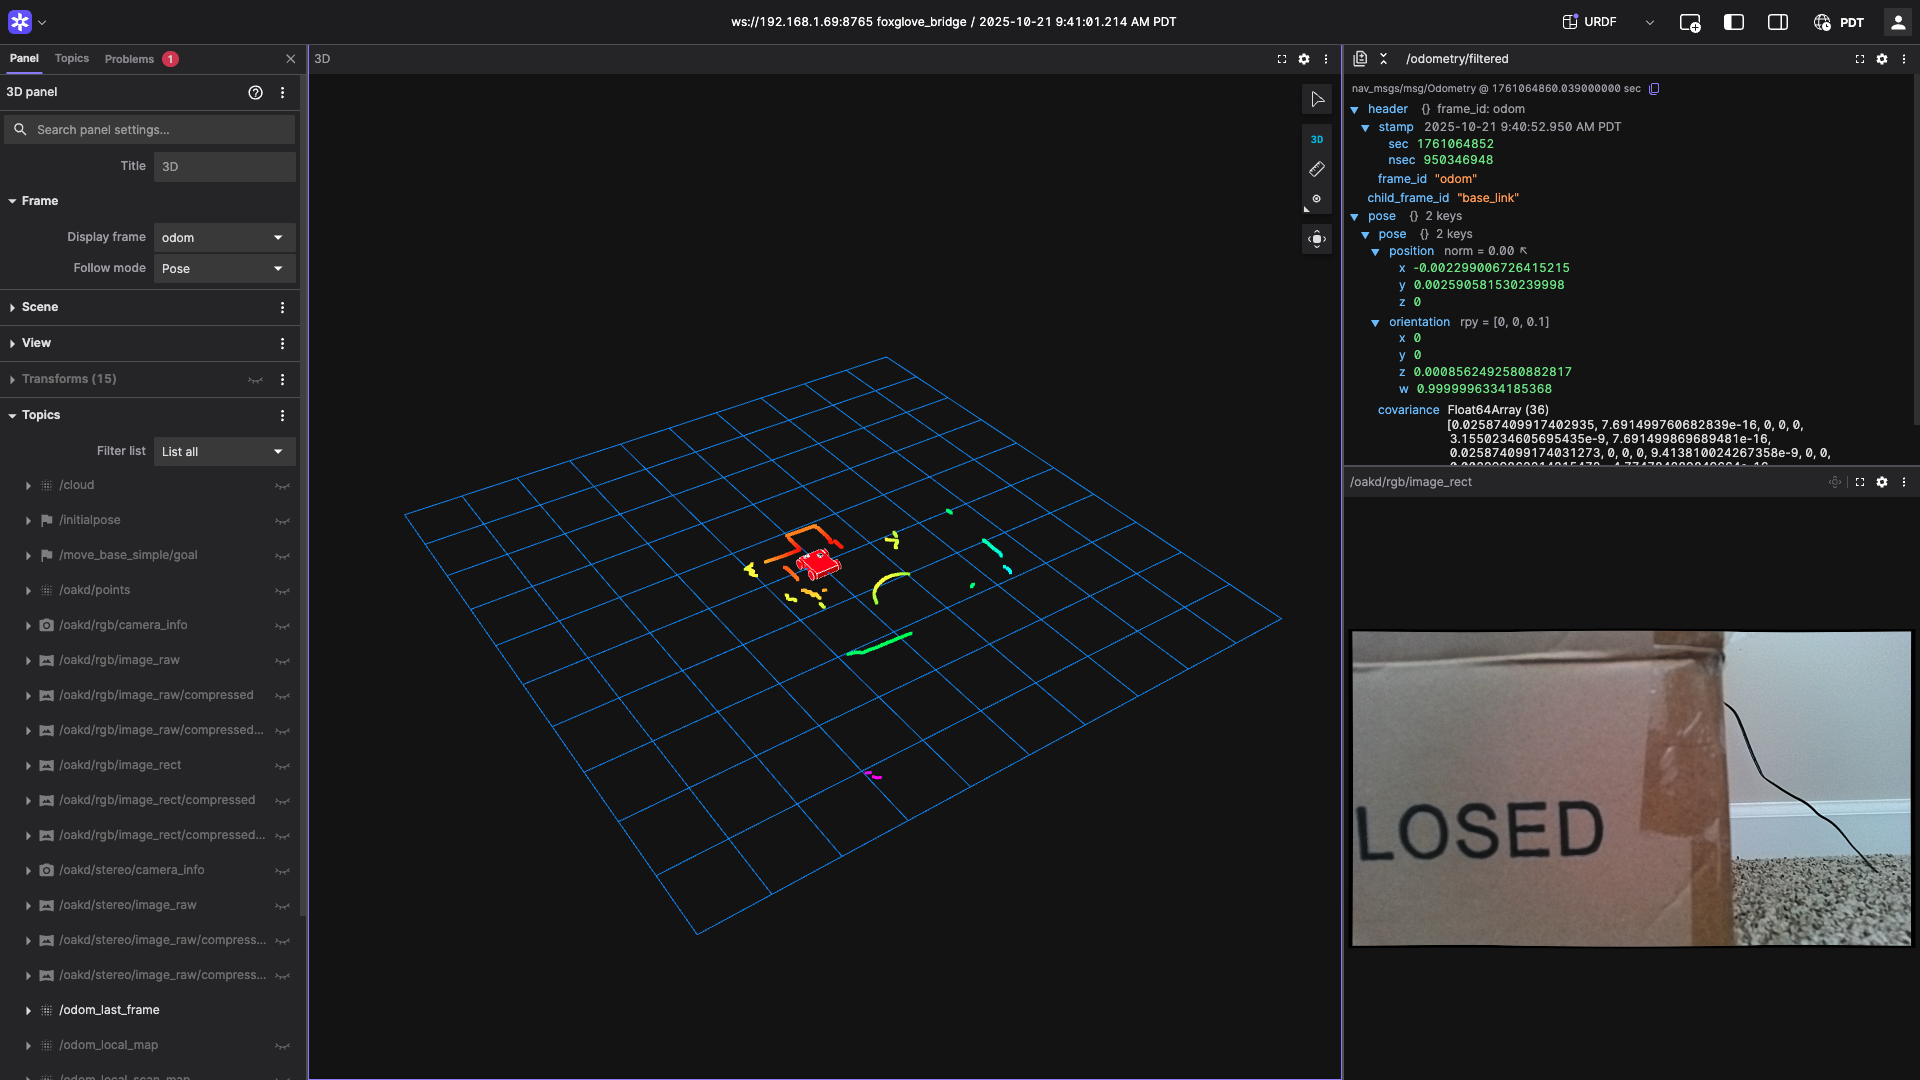 ws://192.168.1.69:8765 foxglove_bridge / 2025-10-21 9:41:01.214 AM PDT
URDF
PDT
Panel
Topics
Problems
1
3D panel
Search panel settings...
Title
3D
Frame
Display frame
odom
Follow mode
Pose
Scene
View
Transforms (15)
Topics
Filter list
List all
/cloud
/initialpose
/move_base_simple/goal
/oakd/points
/oakd/rgb/camera_info
/oakd/rgb/image_raw
/oakd/rgb/image_raw/compressed
/oakd/rgb/image_raw/compressed...
/oakd/rgb/image_rect
/oakd/rgb/image_rect/compressed
/oakd/rgb/image_rect/compressed...
/oakd/stereo/camera_info
/oakd/stereo/image_raw
/oakd/stereo/image_raw/compress...
/oakd/stereo/image_raw/compress...
/odom_last_frame
/odom_local_map
3D
3D
/odometry/filtered
nav_msgs/msg/Odometry @ 1761064860.039000000 sec
header {} frame_id: odom
stamp 2025-10-21 9:40:52.950 AM PDT
sec 1761064852
nsec 950346948
frame_id "odom"
child_frame_id "base_link"
pose {} 2 keys
pose {} 2 keys
position norm = 0.00
x -0.002299006726415215
y 0.002590581530239998
z 0
orientation rpy = [0, 0, 0.1]
x 0
y 0
z 0.0008562492580882817
w 0.9999996334185368
covariance Float64Array (36)
[0.02587409917402935, 7.691499760682839e-16, 0, 0, 0,
3.1550234605695435e-9, 7.691499869689481e-16,
0.025874099174031273, 0, 0, 0, 9.413810024267358e-9, 0, 0,
/oakd/rgb/image_rect
LOSED